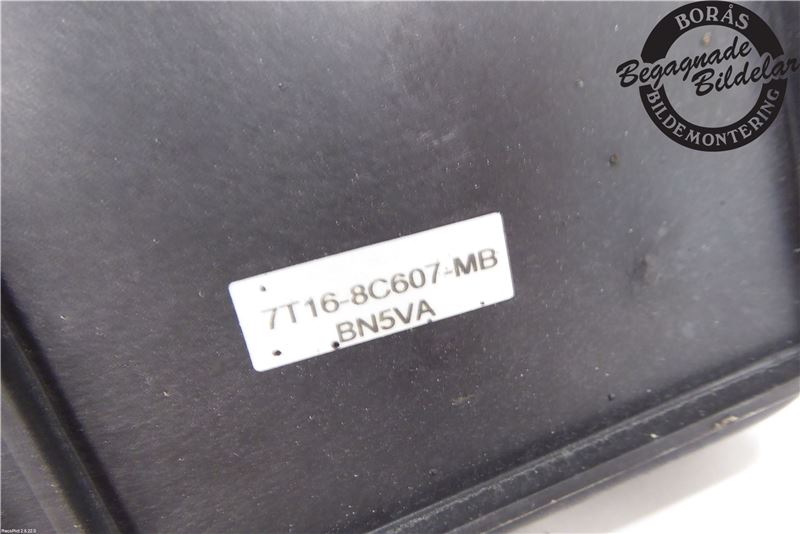 BORÅS
Begagnade
Bildelar
BILDEMONTERING
7T16-8C607-MB
BN5VA